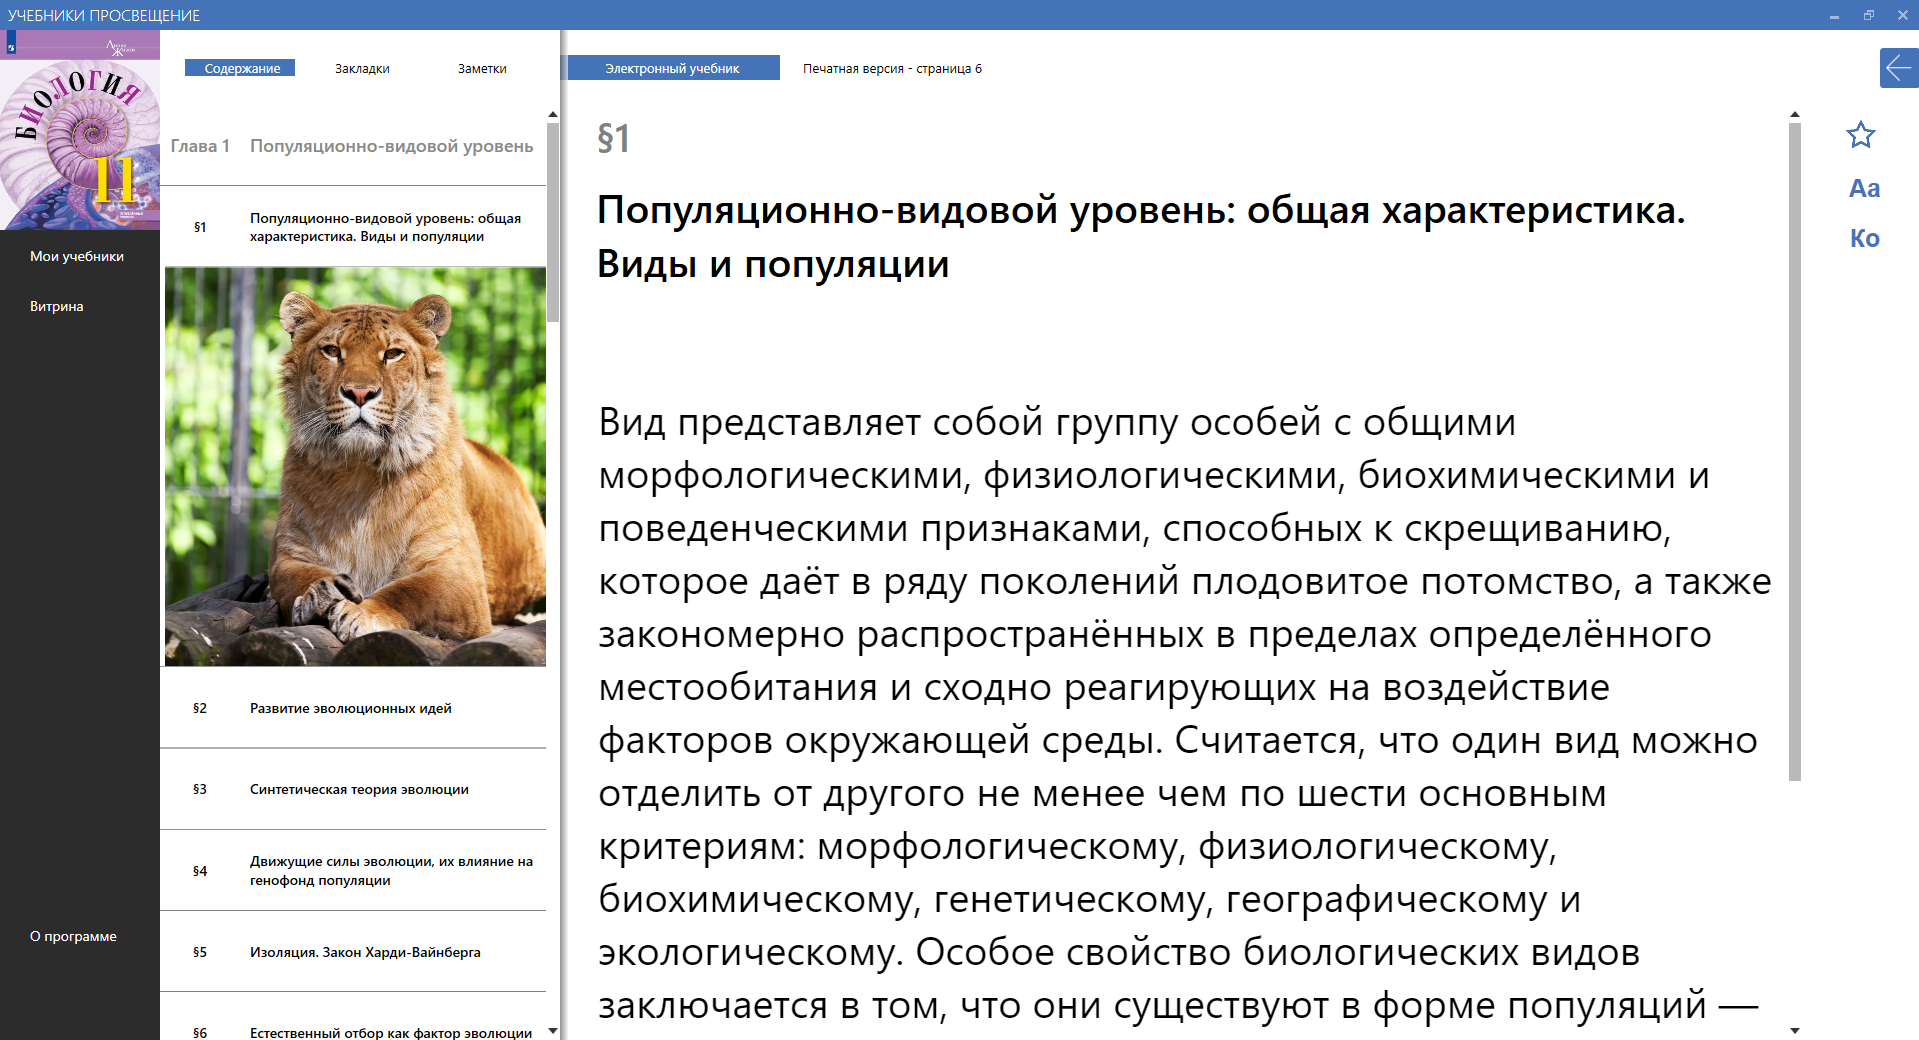 УЧЕБНИКИ ПРОСВЕЩЕНИЕ
БИОЛОГИЯ
11
Мои учебники
Витрина
О программе
Содержание
Закладки
Заметки
Глава 1 Популяционно-видовой уровень
§1 Популяционно-видовой уровень: общая
характеристика. Виды и популяции
§2 Развитие эволюционных идей
§3 Синтетическая теория эволюции
§4 Движущие силы эволюции, их влияние на
генофонд популяции
§5 Изоляция. Закон Харди-Вайнберга
§6 Естественный отбор как фактор эволюции
Электронный учебник
Печатная версия - страница 6
§1
Популяционно-видовой уровень: общая характеристика.
Виды и популяции
Вид представляет собой группу особей с общими
морфологическими, физиологическими, биохимическими и
поведенческими признаками, способных к скрещиванию,
которое даёт в ряду поколений плодовитое потомство, а также
закономерно распространённых в пределах определённого
местообитания и сходно реагирующих на воздействие
факторов окружающей среды. Считается, что один вид можно
отделить от другого не менее чем по шести основным
критериям: морфологическому, физиологическому,
биохимическому, генетическому, географическому и
экологическому. Особое свойство биологических видов
заключается в том, что они существуют в форме популяций —
Aa
Ко